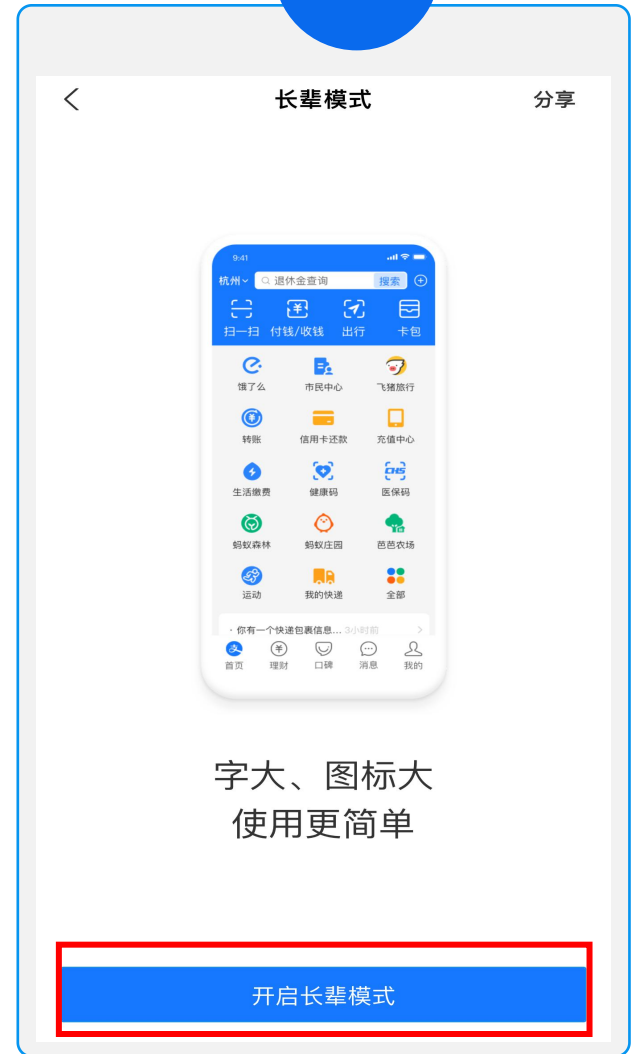 长辈模式
分享
9:41
杭州
退休金查询
搜索
扫一扫 付钱/收钱 出行 卡包
饿了么 市民中心 飞猪旅行
转账 信用卡还款 充值中心
CHS
生活缴费 健康码 医保码
蚂蚁森林 蚂蚁庄园 芭芭农场
运动 我的快递 全部
· 你有一个快递包裹信息... 3小时前
首页 理财 口碑 消息 我的
字大、图标大
使用更简单
开启长辈模式